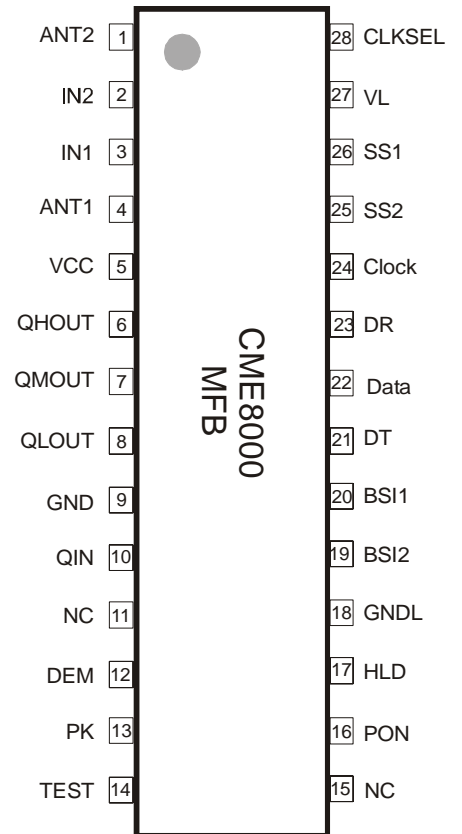 ANT2 1 28 CLKSEL
IN2 2 27 VL
IN1 3 26 SS1
ANT1 4 25 SS2
VCC 5 24 Clock
QHOUT 6 23 DR
QMOUT 7 22 Data
QLOUT 8 21 DT
GND 9 20 BSI1
QIN 10 19 BSI2
NC 11 18 GNDL
DEM 12 17 HLD
PK 13 16 PON
TEST 14 15 NC
CME8000
MFB